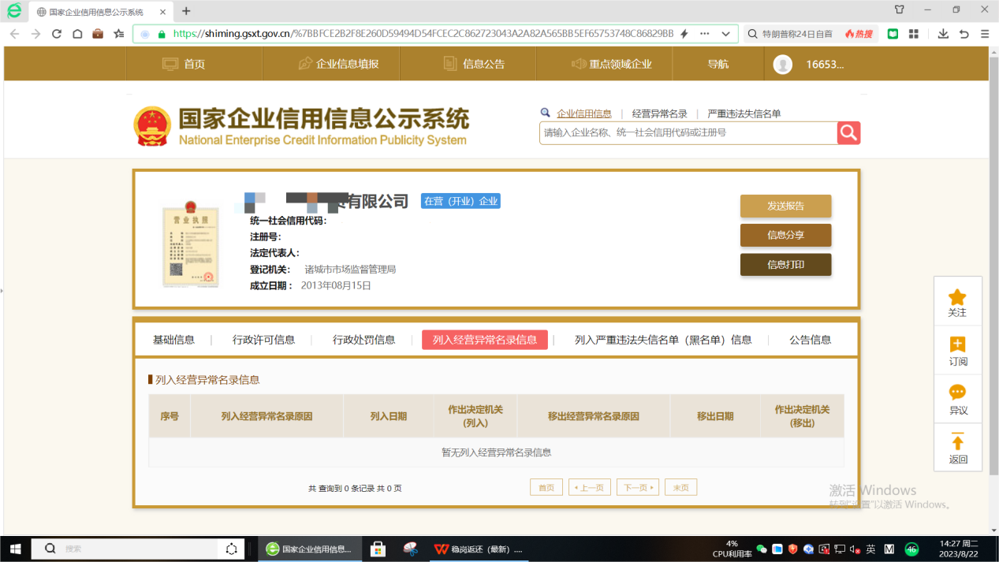 国家企业信用信息公示系统
https://shiming.gsxt.gov.cn/%7BBFCE2B2F8E260D59494D54FCEC2C862723043A2A82A565BB5EF65753748C86829BB
特朗普称24日自首 热搜
首页 企业信息填报 信息公告 重点领域企业 导航 16653...
国家企业信用信息公示系统
National Enterprise Credit Information Publicity System
企业信用信息 | 经营异常名录 | 严重违法失信名单
请输入企业名称、统一社会信用代码或注册号
有限公司 在营（开业）企业
营业执照
统一社会信用代码：
注册号：
法定代表人：
登记机关： 诸城市市场监督管理局
成立日期： 2013年08月15日
发送报告
信息分享
信息打印
关注
订阅
异议
返回
基础信息 | 行政许可信息 | 行政处罚信息 | 列入经营异常名录信息 | 列入严重违法失信名单（黑名单）信息 | 公告信息
列入经营异常名录信息
序号 列入经营异常名录原因 列入日期 作出决定机关(列入) 移出经营异常名录原因 移出日期 作出决定机关(移出)
暂无列入经营异常名录信息
共 查询到 0 条记录 共 0 页
首页 上一页 下一页 末页
激活 Windows
转到"设置"以激活 Windows。
搜索
国家企业信用信息...
稳岗返还（最新）....
4%
CPU利用率
英
M
46
14:27 周二
2023/8/22